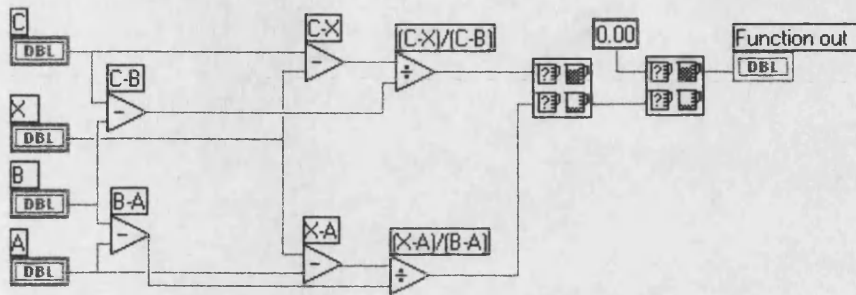 C
DBL
X
DBL
B
DBL
A
DBL
C-B
B-A
C-X
X-A
(C-X)/(C-B)
(X-A)/(B-A)
-
-
-
-
÷
÷
?
?
0.00
?
?
Function out
DBL